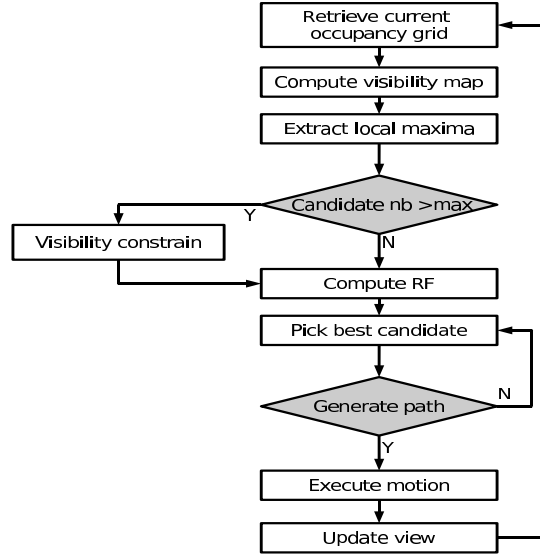 Retrieve current
occupancy grid
Compute visibility map
Extract local maxima
Candidate nb >max
Y
N
Visibility constrain
Compute RF
Pick best candidate
Generate path
N
Y
Execute motion
Update view